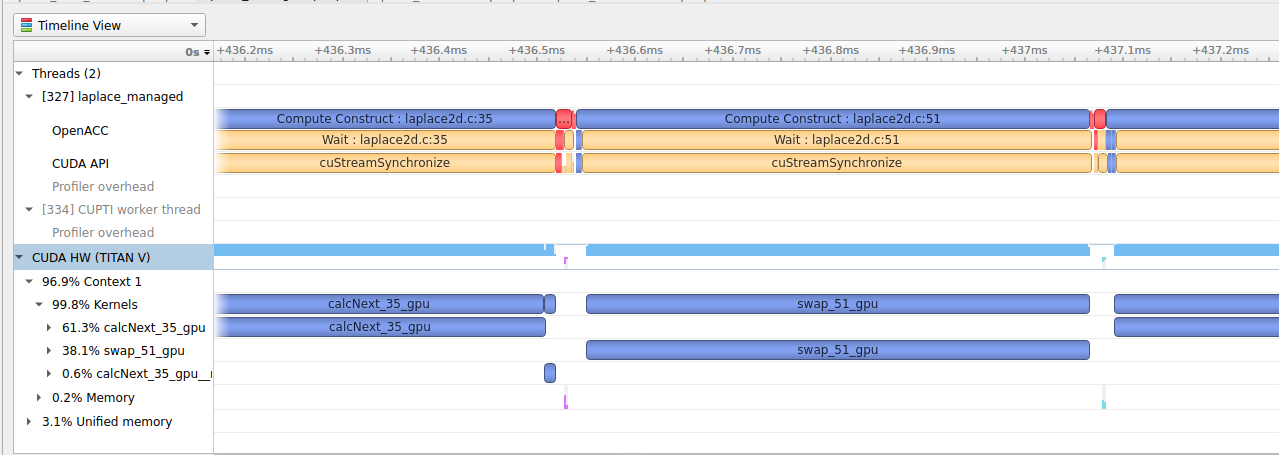 Timeline View
0s +436.2ms +436.3ms +436.4ms +436.5ms +436.6ms +436.7ms +436.8ms +436.9ms +437ms +437.1ms +437.2ms
Threads (2)
[327] laplace_managed
OpenACC
Compute Construct : laplace2d.c:35 ... Compute Construct : laplace2d.c:51
Wait : laplace2d.c:35 Wait : laplace2d.c:51
CUDA API cuStreamSynchronize cuStreamSynchronize
Profiler overhead
[334] CUPTI worker thread
Profiler overhead
CUDA HW (TITAN V)
96.9% Context 1
99.8% Kernels calcNext_35_gpu swap_51_gpu
61.3% calcNext_35_gpu calcNext_35_gpu
38.1% swap_51_gpu swap_51_gpu
0.6% calcNext_35_gpu__
0.2% Memory
3.1% Unified memory